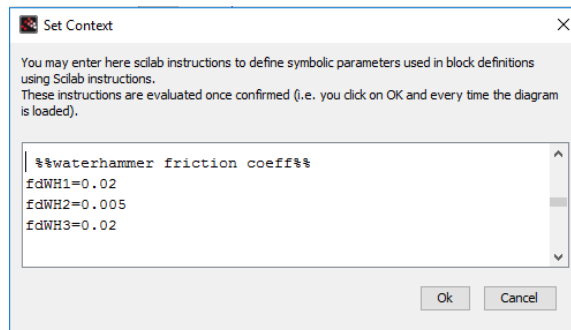 Set Context
You may enter here scilab instructions to define symbolic parameters used in block definitions
using Scilab instructions.
These instructions are evaluated once confirmed (i.e. you click on OK and every time the diagram
is loaded).
%%waterhammer friction coeff%%
fdWH1=0.02
fdWH2=0.005
fdWH3=0.02
Ok Cancel